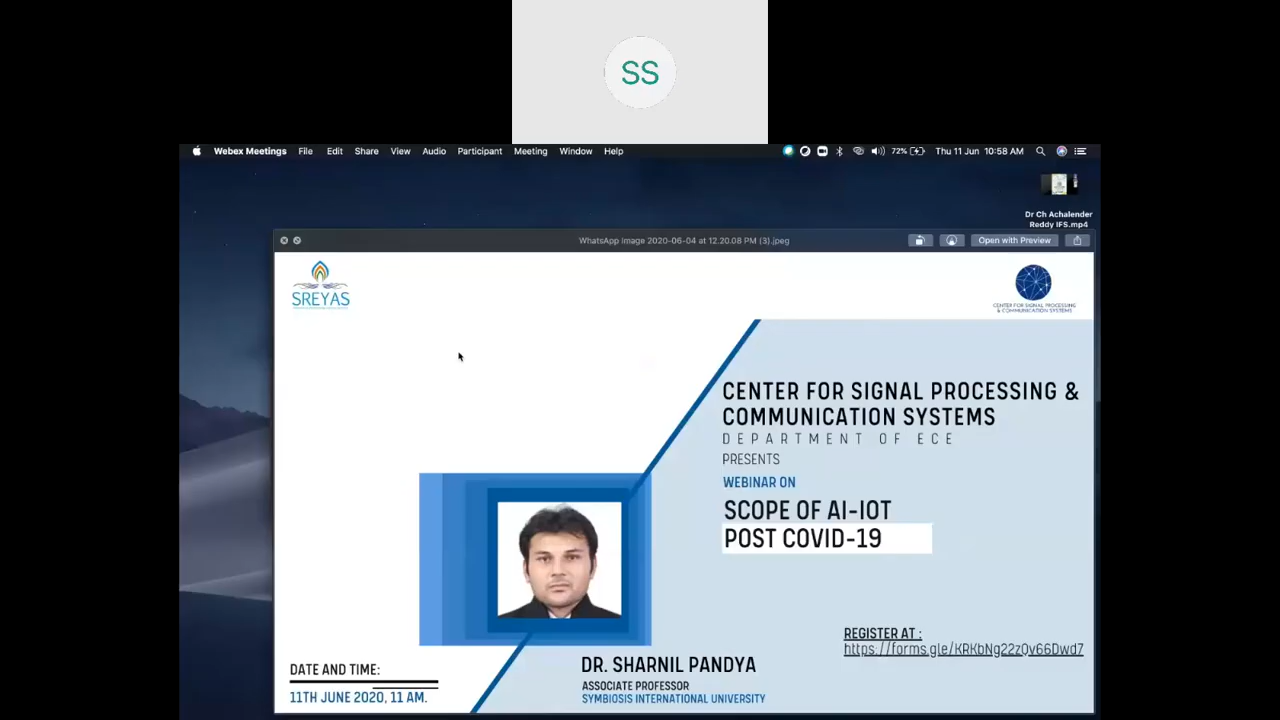 SS
Webex Meetings File Edit Share View Audio Participant Meeting Window Help 72% Thu 11 Jun 10:58 AM
Dr Ch Achalender
Reddy IFS.mp4
WhatsApp Image 2020-06-04 at 12.20.08 PM (3).jpeg Open with Preview
SREYAS
CENTER FOR SIGNAL PROCESSING
& COMMUNICATION SYSTEMS
CENTER FOR SIGNAL PROCESSING &
COMMUNICATION SYSTEMS
DEPARTMENT OF ECE
PRESENTS
WEBINAR ON
SCOPE OF AI-IOT
POST COVID-19
REGISTER AT :
https://forms.gle/KRKbNg22zQv66Dwd7
DATE AND TIME:
11TH JUNE 2020, 11 AM.
DR. SHARNIL PANDYA
ASSOCIATE PROFESSOR
SYMBIOSIS INTERNATIONAL UNIVERSITY